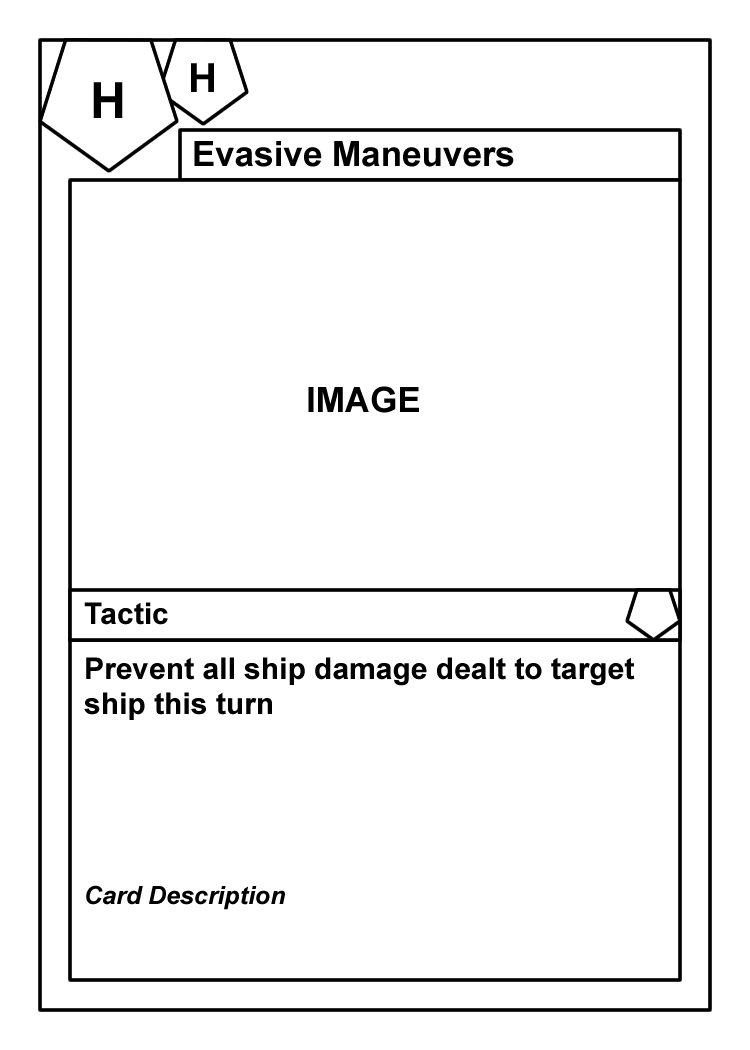 H
H
Evasive Maneuvers
IMAGE
Tactic
Prevent all ship damage dealt to target
ship this turn
Card Description